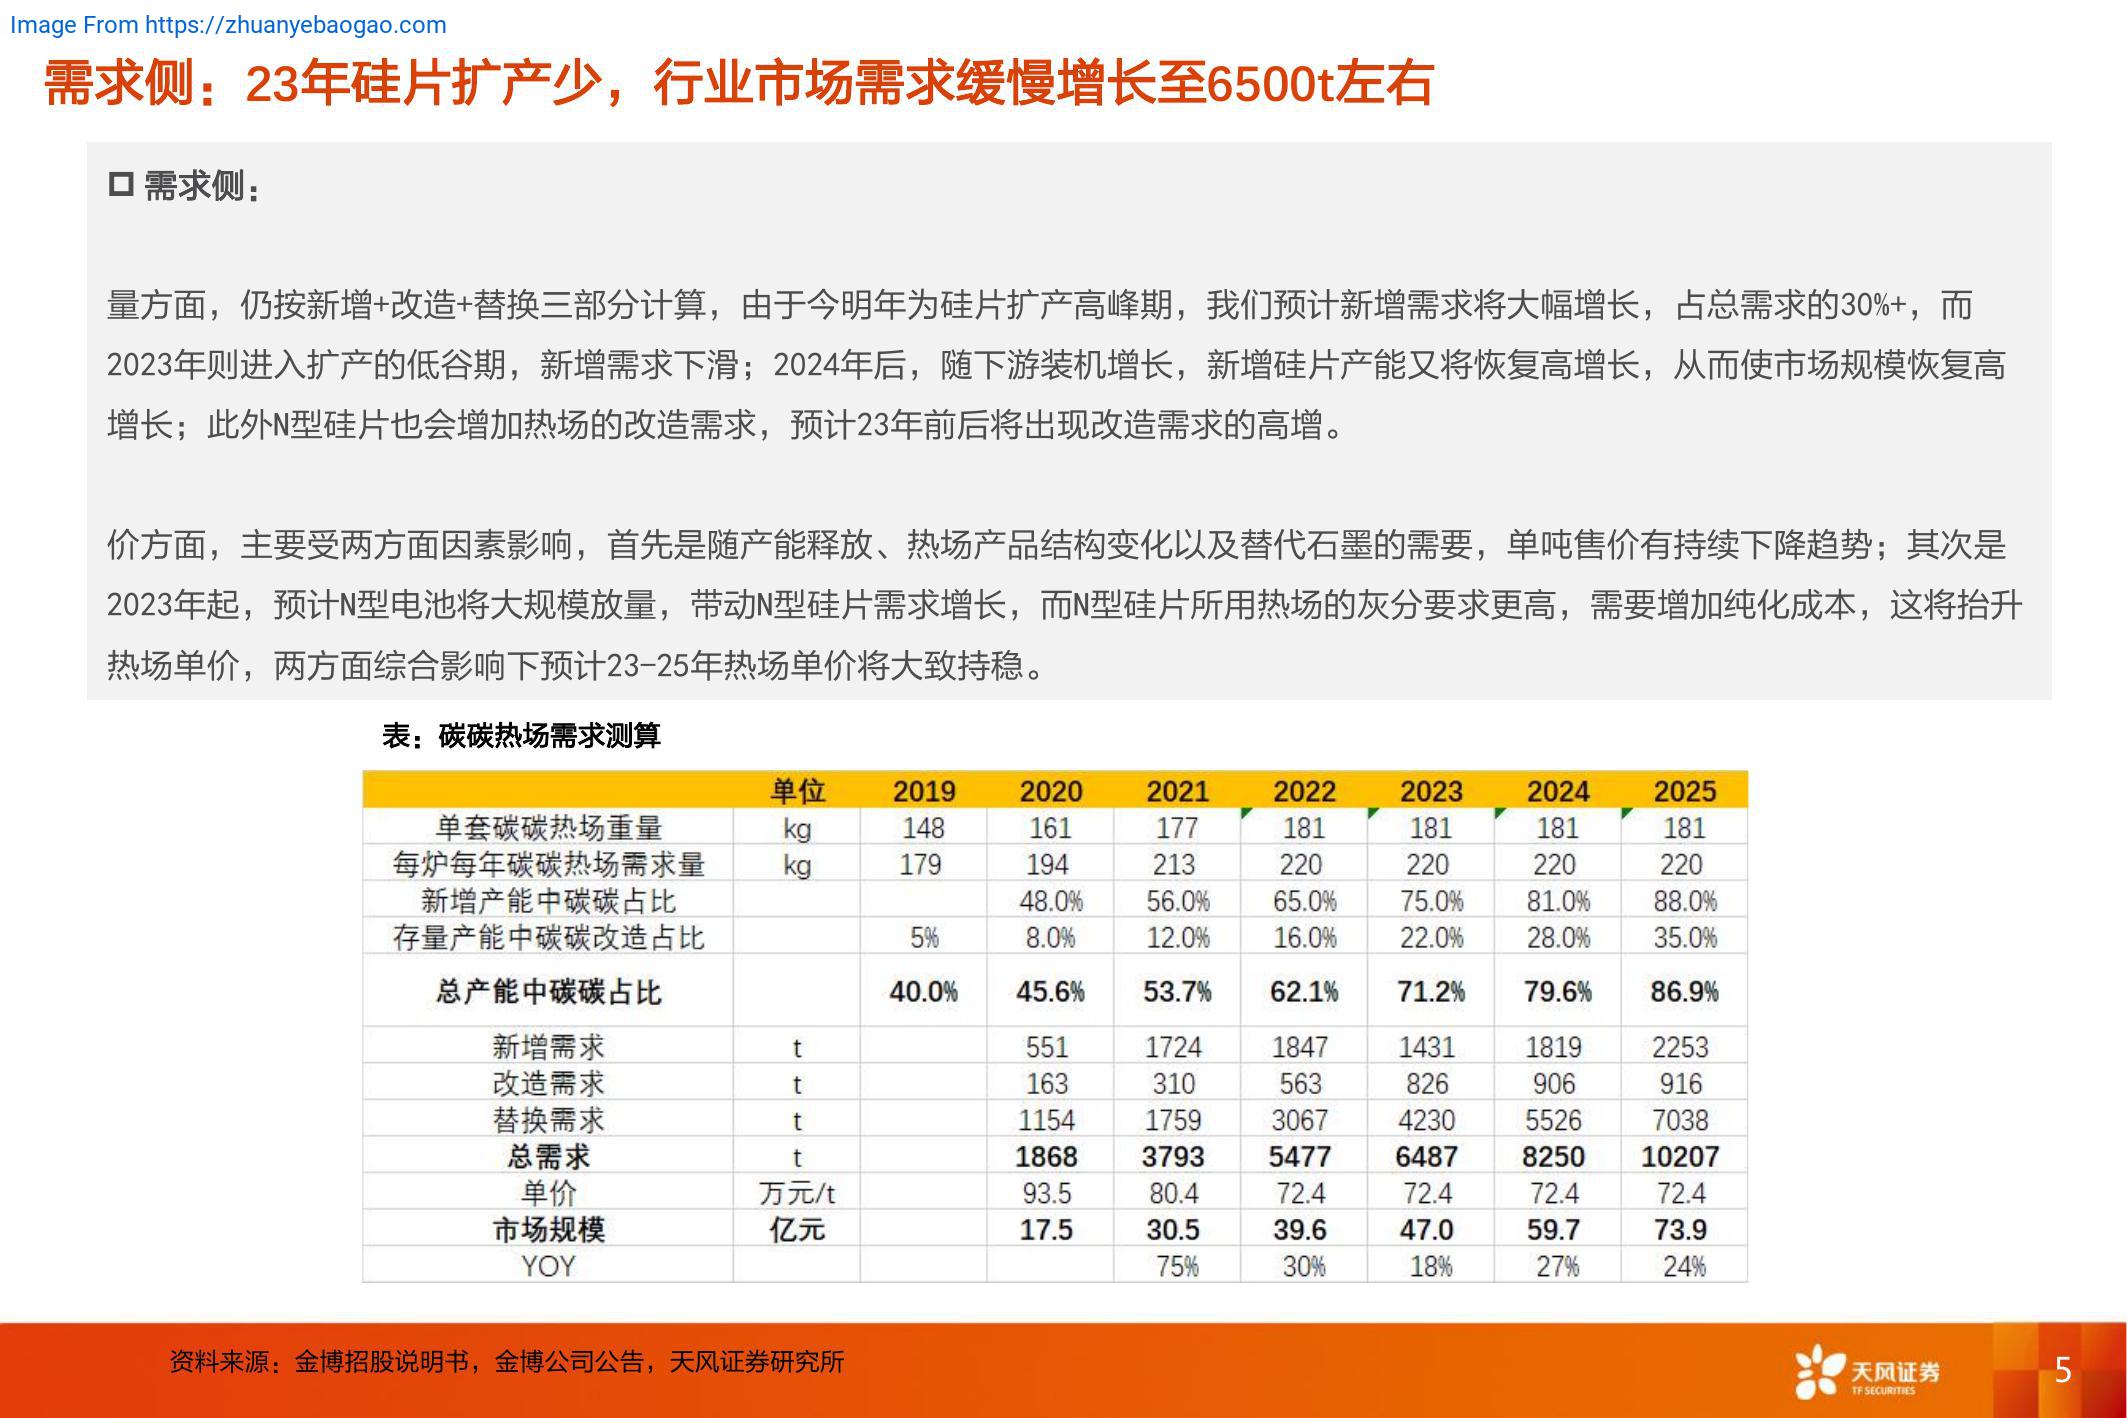 Image From https://zhuanyebaogao.com
需求侧：23年硅片扩产少，行业市场需求缓慢增长至6500t左右
需求侧：
量方面，仍按新增+改造+替换三部分计算，由于今明年为硅片扩产高峰期，我们预计新增需求将大幅增长，占总需求的30%+，而
2023年则进入扩产的低谷期，新增需求下滑；2024年后，随下游装机增长，新增硅片产能又将恢复高增长，从而使市场规模恢复高
增长；此外N型硅片也会增加热场的改造需求，预计23年前后将出现改造需求的高增。
价方面，主要受两方面因素影响，首先是随产能释放、热场产品结构变化以及替代石墨的需要，单吨售价有持续下降趋势；其次是
2023年起，预计N型电池将大规模放量，带动N型硅片需求增长，而N型硅片所用热场的灰分要求更高，需要增加纯化成本，这将抬升
热场单价，两方面综合影响下预计23-25年热场单价将大致持稳。
表：碳碳热场需求测算
单位 2019 2020 2021 2022 2023 2024 2025
单套碳碳热场重量 kg 148 161 177 181 181 181 181
每炉每年碳碳热场需求量 kg 179 194 213 220 220 220 220
新增产能中碳碳占比 48.0% 56.0% 65.0% 75.0% 81.0% 88.0%
存量产能中碳碳改造占比 5% 8.0% 12.0% 16.0% 22.0% 28.0% 35.0%
总产能中碳碳占比 40.0% 45.6% 53.7% 62.1% 71.2% 79.6% 86.9%
新增需求 t 551 1724 1847 1431 1819 2253
改造需求 t 163 310 563 826 906 916
替换需求 t 1154 1759 3067 4230 5526 7038
总需求 t 1868 3793 5477 6487 8250 10207
单价 万元/t 93.5 80.4 72.4 72.4 72.4 72.4
市场规模 亿元 17.5 30.5 39.6 47.0 59.7 73.9
YOY 75% 30% 18% 27% 24%
资料来源：金博招股说明书，金博公司公告，天风证券研究所
天风证券
TF SECURITIES
5